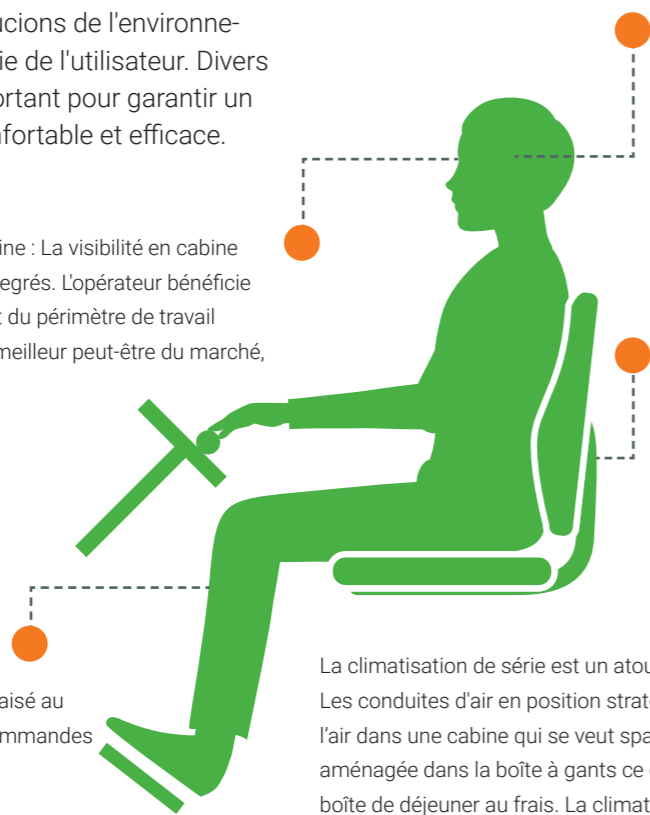 ucions de l'environne-
ie de l'utilisateur. Divers
ortant pour garantir un
nfortable et efficace.
ine : La visibilité en cabine
egrés. L'opérateur bénéficie
t du périmètre de travail
meilleur peut-être du marché,
aisé au
mmandes
La climatisation de série est un atou
Les conduites d'air en position straté
l'air dans une cabine qui se veut spa
aménagée dans la boîte à gants ce
boîte de déjeuner au frais. La climat